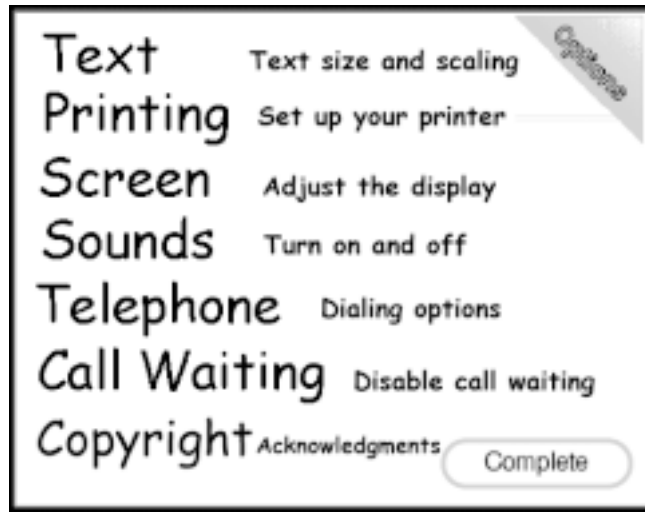 Options
Text Text size and scaling
Printing Set up your printer
Screen Adjust the display
Sounds Turn on and off
Telephone Dialing options
Call Waiting Disable call waiting
Copyright Acknowledgments
Complete